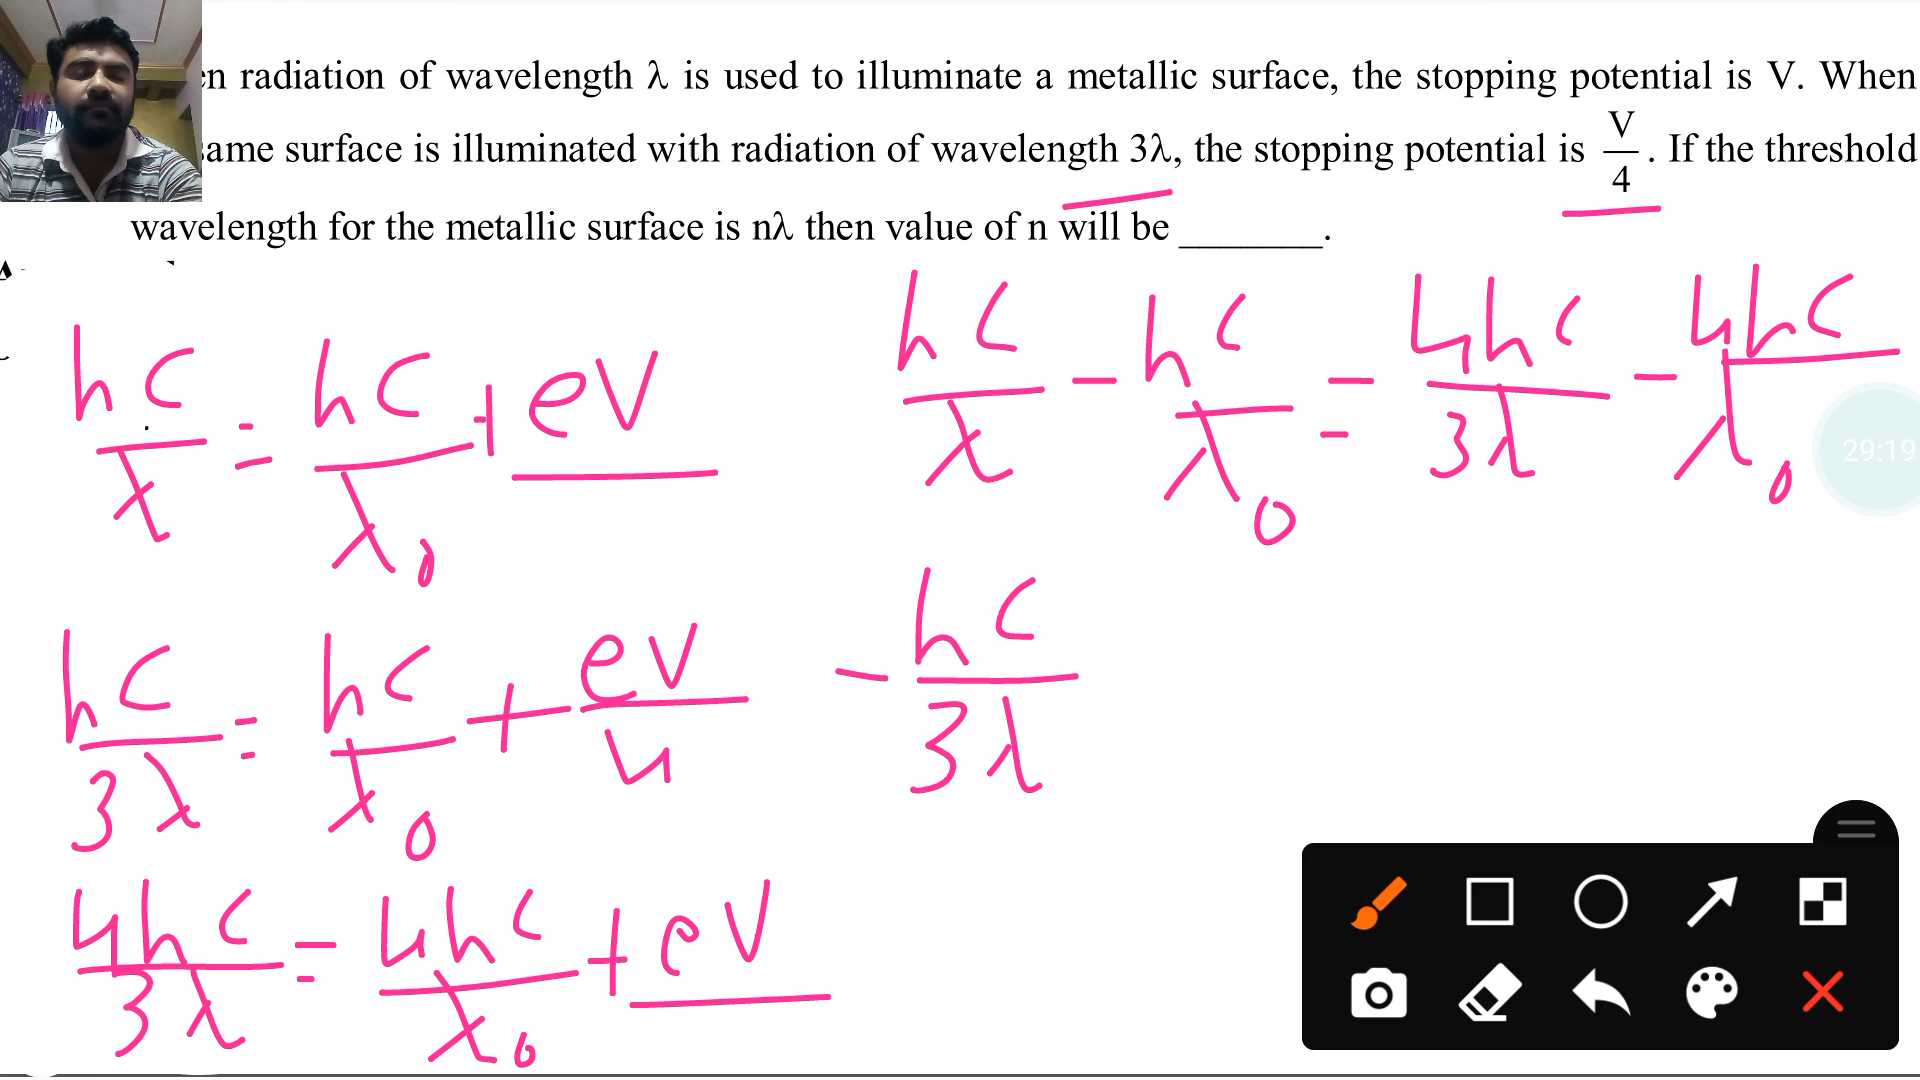 en radiation of wavelength λ is used to illuminate a metallic surface, the stopping potential is V. When
same surface is illuminated with radiation of wavelength 3λ, the stopping potential is V/4. If the threshold
wavelength for the metallic surface is nλ then value of n will be _______.
hc/λ = hc/λ₀ + eV
hc/3λ = hc/λ₀ + eV/4
4hc/3λ = 4hc/λ₀ + eV
hc/λ - hc/λ₀ = 4hc/3λ - 4hc/λ₀
- hc/3λ
29:19